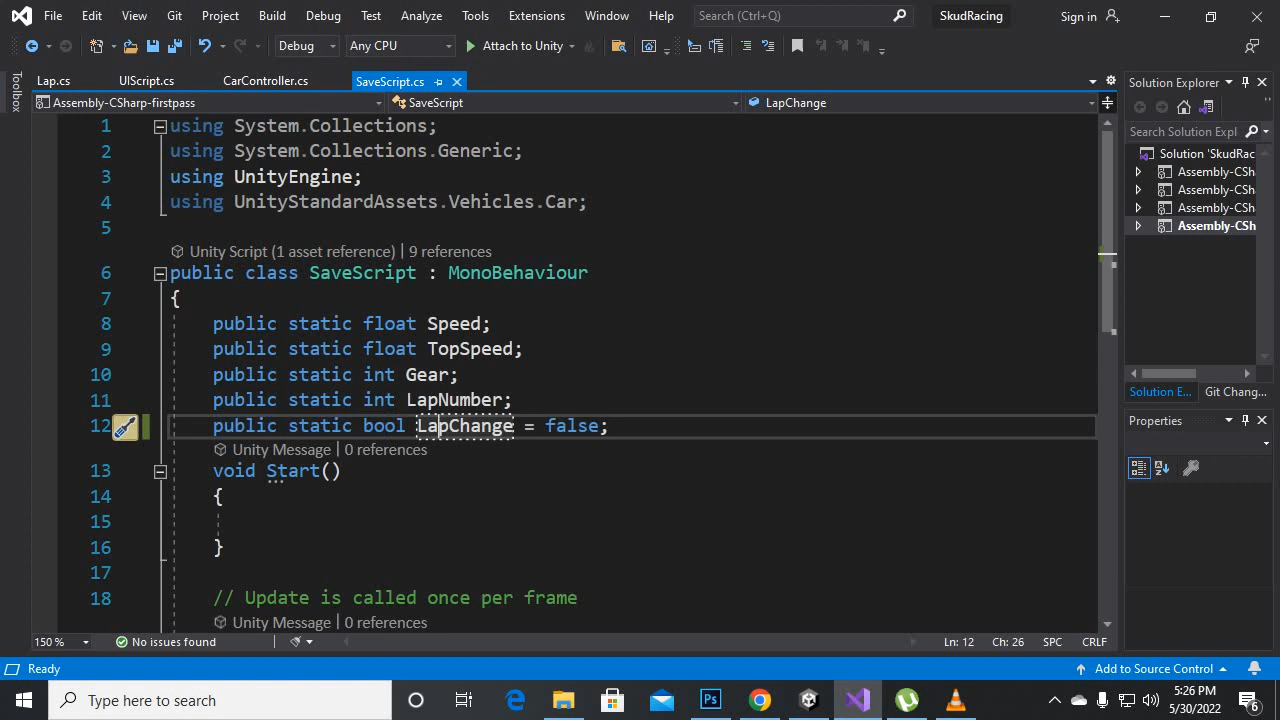 File Edit View Git Project Build Debug Test Analyze Tools Extensions Window Help Search (Ctrl+Q) SkudRacing Sign in
Debug Any CPU Attach to Unity
Toolbox
Lap.cs UIScript.cs CarController.cs SaveScript.cs
Assembly-CSharp-firstpass SaveScript LapChange
1 using System.Collections;
2 using System.Collections.Generic;
3 using UnityEngine;
4 using UnityStandardAssets.Vehicles.Car;
5
Unity Script (1 asset reference) | 9 references
6 public class SaveScript : MonoBehaviour
7 {
8 public static float Speed;
9 public static float TopSpeed;
10 public static int Gear;
11 public static int LapNumber;
12 public static bool LapChange = false;
Unity Message | 0 references
13 void Start()
14 {
15
16 }
17
18 // Update is called once per frame
Unity Message | 0 references
150 % No issues found Ln: 12 Ch: 26 SPC CRLF
Solution Explorer
Search Solution Expl
Solution 'SkudRac
Assembly-CSha
Assembly-CSha
Assembly-CSha
Assembly-CSh
Solution E... Git Chang...
Properties
Ready Add to Source Control
Type here to search
Ps
5:26 PM
5/30/2022
6